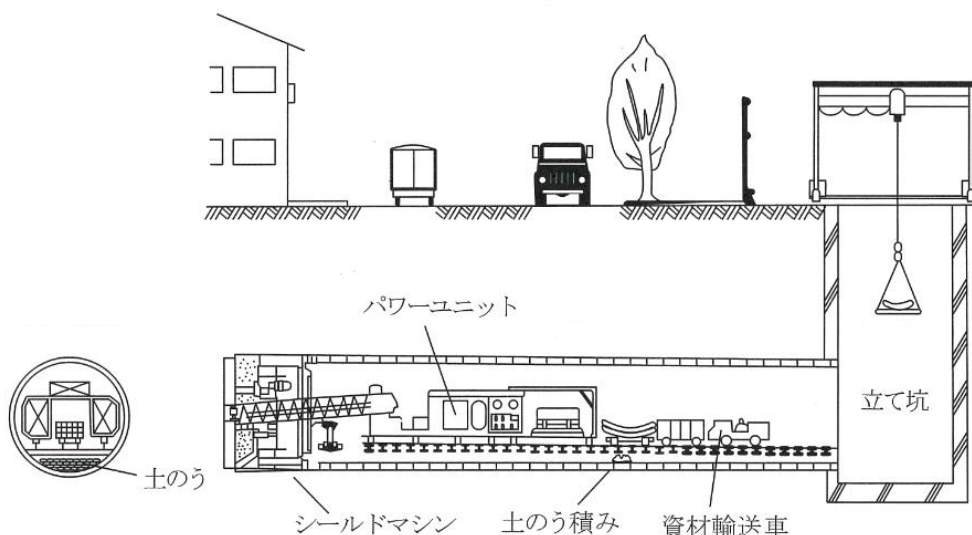 パワーユニット
立て坑
土のう
シールドマシン
土のう積み
資材輸送車